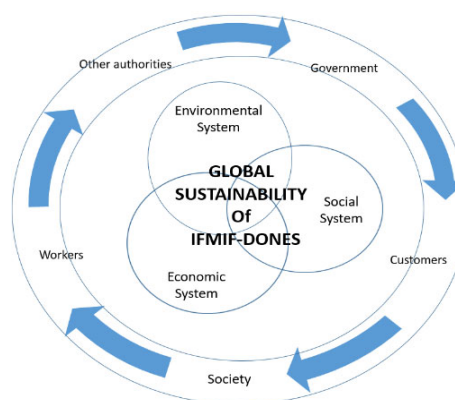 Other authorities
Government
Environmental
System
GLOBAL
SUSTAINABILITY
Of
IFMIF-DONES
Social
System
Workers
Customers
Economic
System
Society